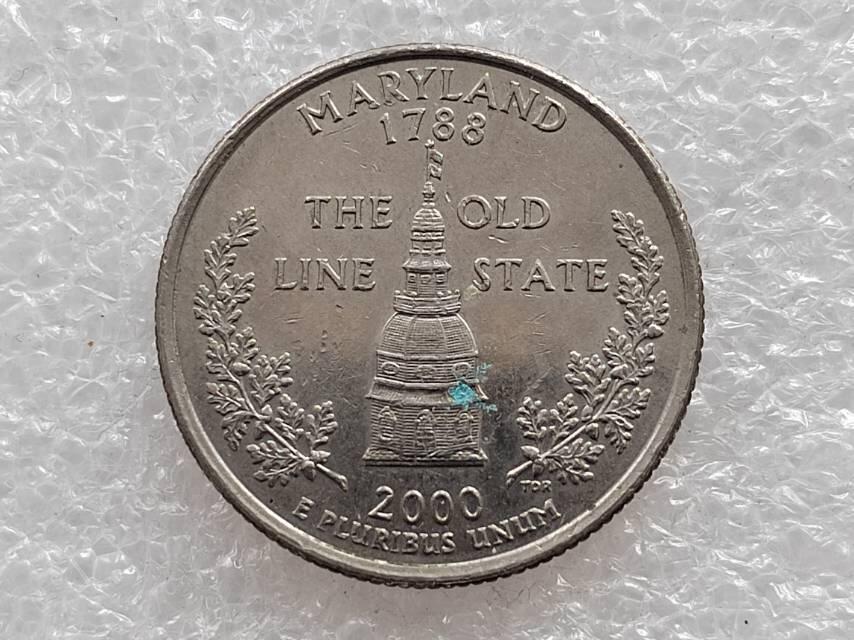 MARYLAND
1788
THE OLD
LINE STATE
TDR
2000
E PLURIBUS UNUM